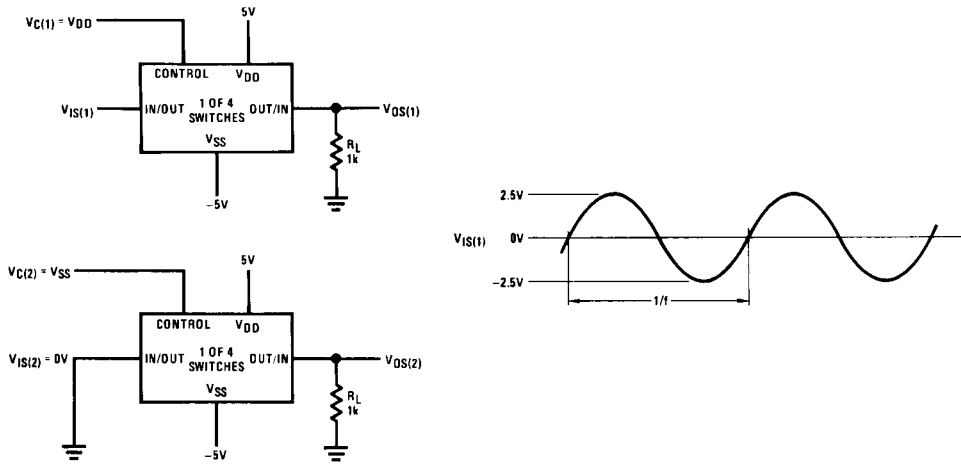 VC(1) = VDD
5V
CONTROL VDD
VIS(1) IN/OUT 1 OF 4 OUT/IN VOS(1)
SWITCHES
VSS
RL
1k
-5V
VC(2) = VSS
5V
CONTROL VDD
VIS(2) = 0V IN/OUT 1 OF 4 OUT/IN VOS(2)
SWITCHES
VSS
RL
1k
-5V
2.5V
VIS(1) 0V
-2.5V
1/f